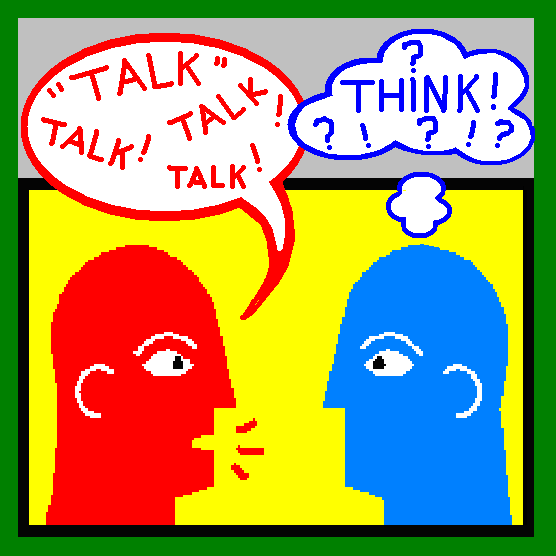 "TALK"
TALK! TALK!
TALK!
?
THiNK!
? ! ? ! ?